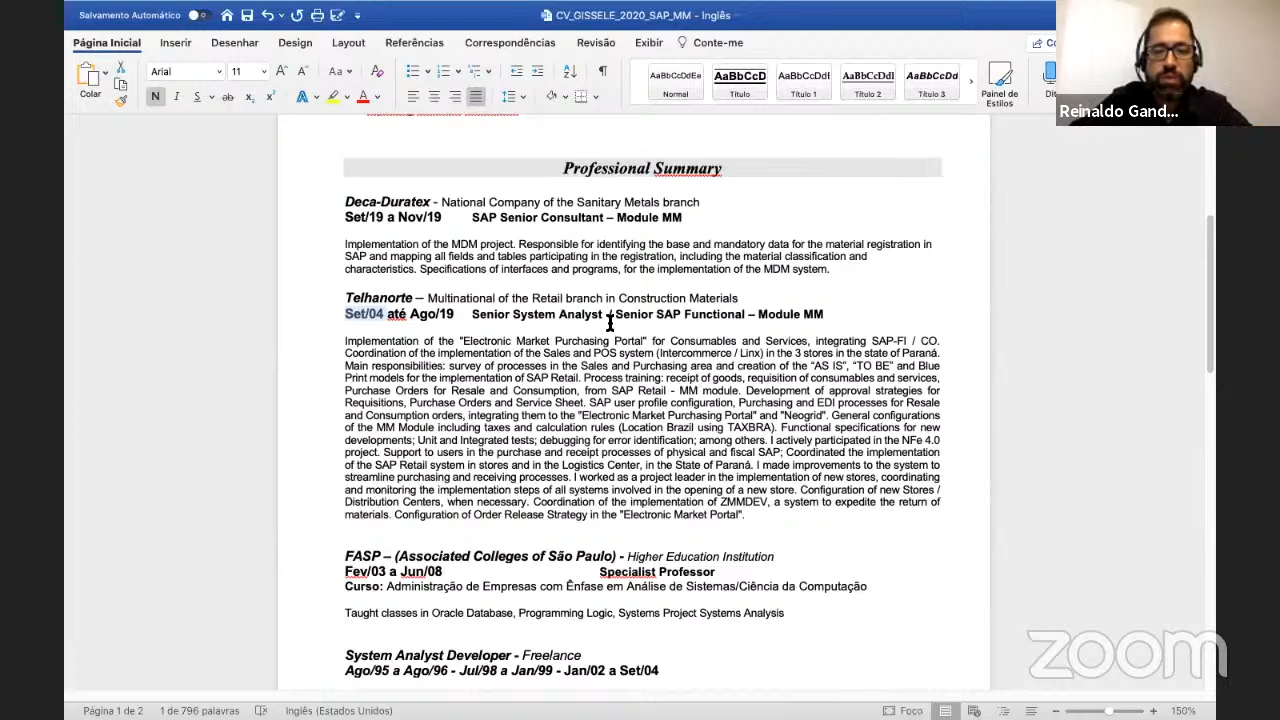 Salvamento Automático
CV_GISSELE_2020_SAP_MM - Inglês
Página Inicial Inserir Desenhar Design Layout Referências Correspondências Revisão Exibir Conte-me
Colar
Arial 11
N I S ab x₂ x²
AaBbCcDdEe AaBbCcD AaBbCcDdI AaBbCcDdI AaBbCcDd
Normal Título Título 1 Título 2 Título 3
Painel de
Estilos
Reinaldo Gand...
Professional Summary
Deca-Duratex - National Company of the Sanitary Metals branch
Set/19 a Nov/19 SAP Senior Consultant – Module MM
Implementation of the MDM project. Responsible for identifying the base and mandatory data for the material registration in
SAP and mapping all fields and tables participating in the registration, including the material classification and
characteristics. Specifications of interfaces and programs, for the implementation of the MDM system.
Telhanorte – Multinational of the Retail branch in Construction Materials
Set/04 até Ago/19 Senior System Analyst / Senior SAP Functional – Module MM
Implementation of the "Electronic Market Purchasing Portal" for Consumables and Services, integrating SAP-FI / CO.
Coordination of the implementation of the Sales and POS system (Intercommerce / Linx) in the 3 stores in the state of Paraná.
Main responsibilities: survey of processes in the Sales and Purchasing area and creation of the “AS IS”, “TO BE” and Blue
Print models for the implementation of SAP Retail. Process training: receipt of goods, requisition of consumables and services,
Purchase Orders for Resale and Consumption, from SAP Retail - MM module. Development of approval strategies for
Requisitions, Purchase Orders and Service Sheet. SAP user profile configuration, Purchasing and EDI processes for Resale
and Consumption orders, integrating them to the "Electronic Market Purchasing Portal" and "Neogrid". General configurations
of the MM Module including taxes and calculation rules (Location Brazil using TAXBRA). Functional specifications for new
developments; Unit and Integrated tests; debugging for error identification; among others. I actively participated in the NFe 4.0
project. Support to users in the purchase and receipt processes of physical and fiscal SAP; Coordinated the implementation
of the SAP Retail system in stores and in the Logistics Center, in the State of Paraná. I made improvements to the system to
streamline purchasing and receiving processes. I worked as a project leader in the implementation of new stores, coordinating
and monitoring the implementation steps of all systems involved in the opening of a new store. Configuration of new Stores /
Distribution Centers, when necessary. Coordination of the implementation of ZMMDEV, a system to expedite the return of
materials. Configuration of Order Release Strategy in the "Electronic Market Portal".
FASP – (Associated Colleges of São Paulo) - Higher Education Institution
Fev/03 a Jun/08 Specialist Professor
Curso: Administração de Empresas com Ênfase em Análise de Sistemas/Ciência da Computação
Taught classes in Oracle Database, Programming Logic, Systems Project Systems Analysis
System Analyst Developer - Freelance
Ago/95 a Ago/96 - Jul/98 a Jan/99 - Jan/02 a Set/04
zoom
Página 1 de 2 1 de 796 palavras Inglês (Estados Unidos) Foco 150%